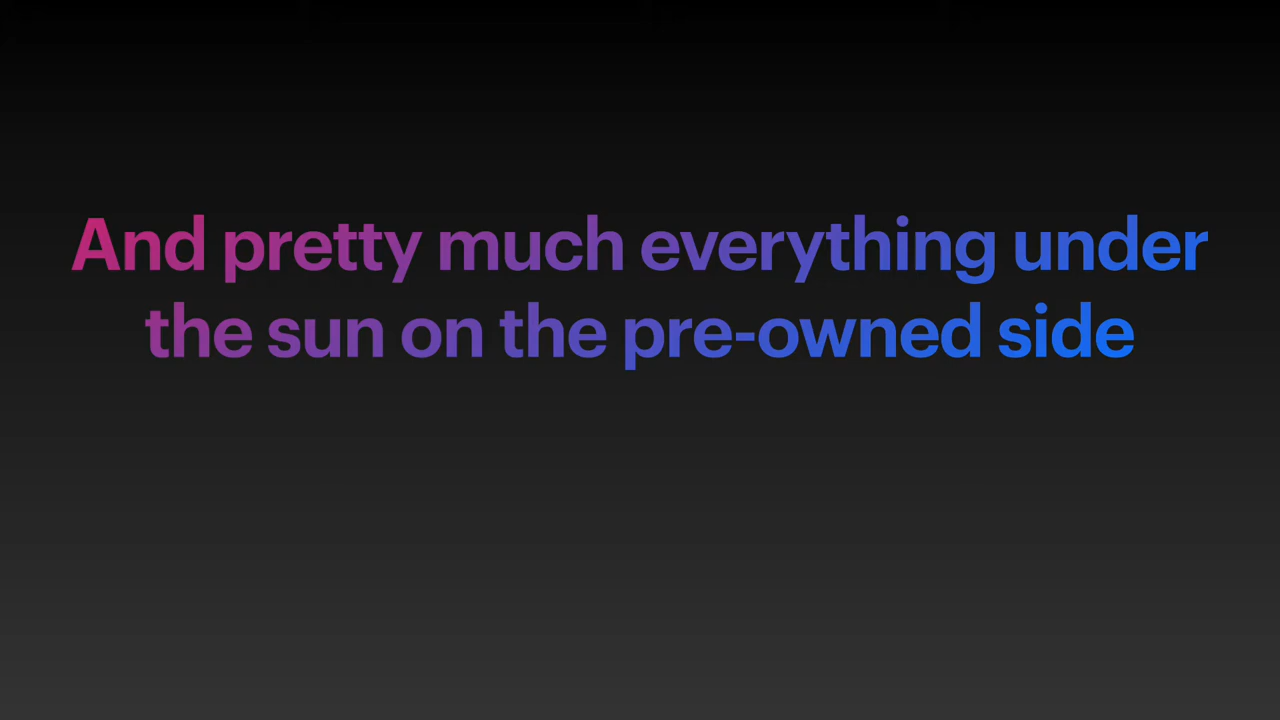 And pretty much everything under
the sun on the pre-owned side